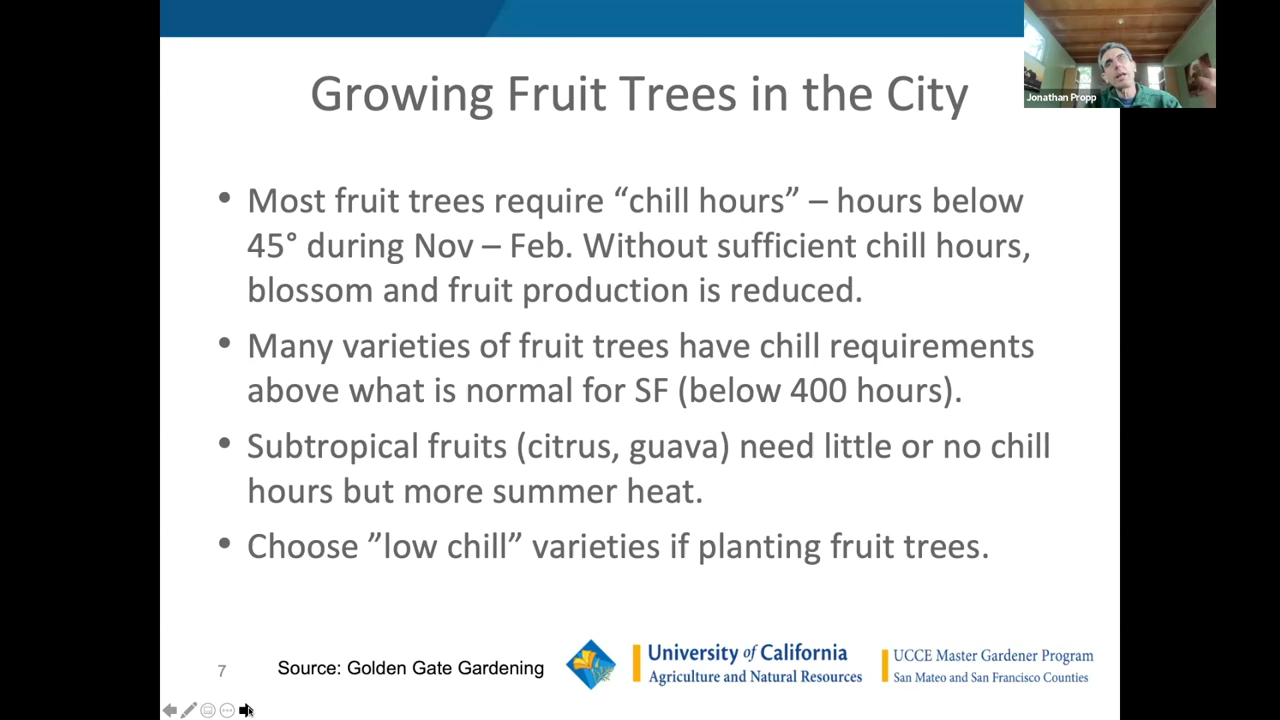 Growing Fruit Trees in the City
Jonathan Propp
• Most fruit trees require “chill hours” – hours below
45° during Nov – Feb. Without sufficient chill hours,
blossom and fruit production is reduced.
• Many varieties of fruit trees have chill requirements
above what is normal for SF (below 400 hours).
• Subtropical fruits (citrus, guava) need little or no chill
hours but more summer heat.
• Choose ”low chill” varieties if planting fruit trees.
7
Source: Golden Gate Gardening
University of California
Agriculture and Natural Resources
UCCE Master Gardener Program
San Mateo and San Francisco Counties